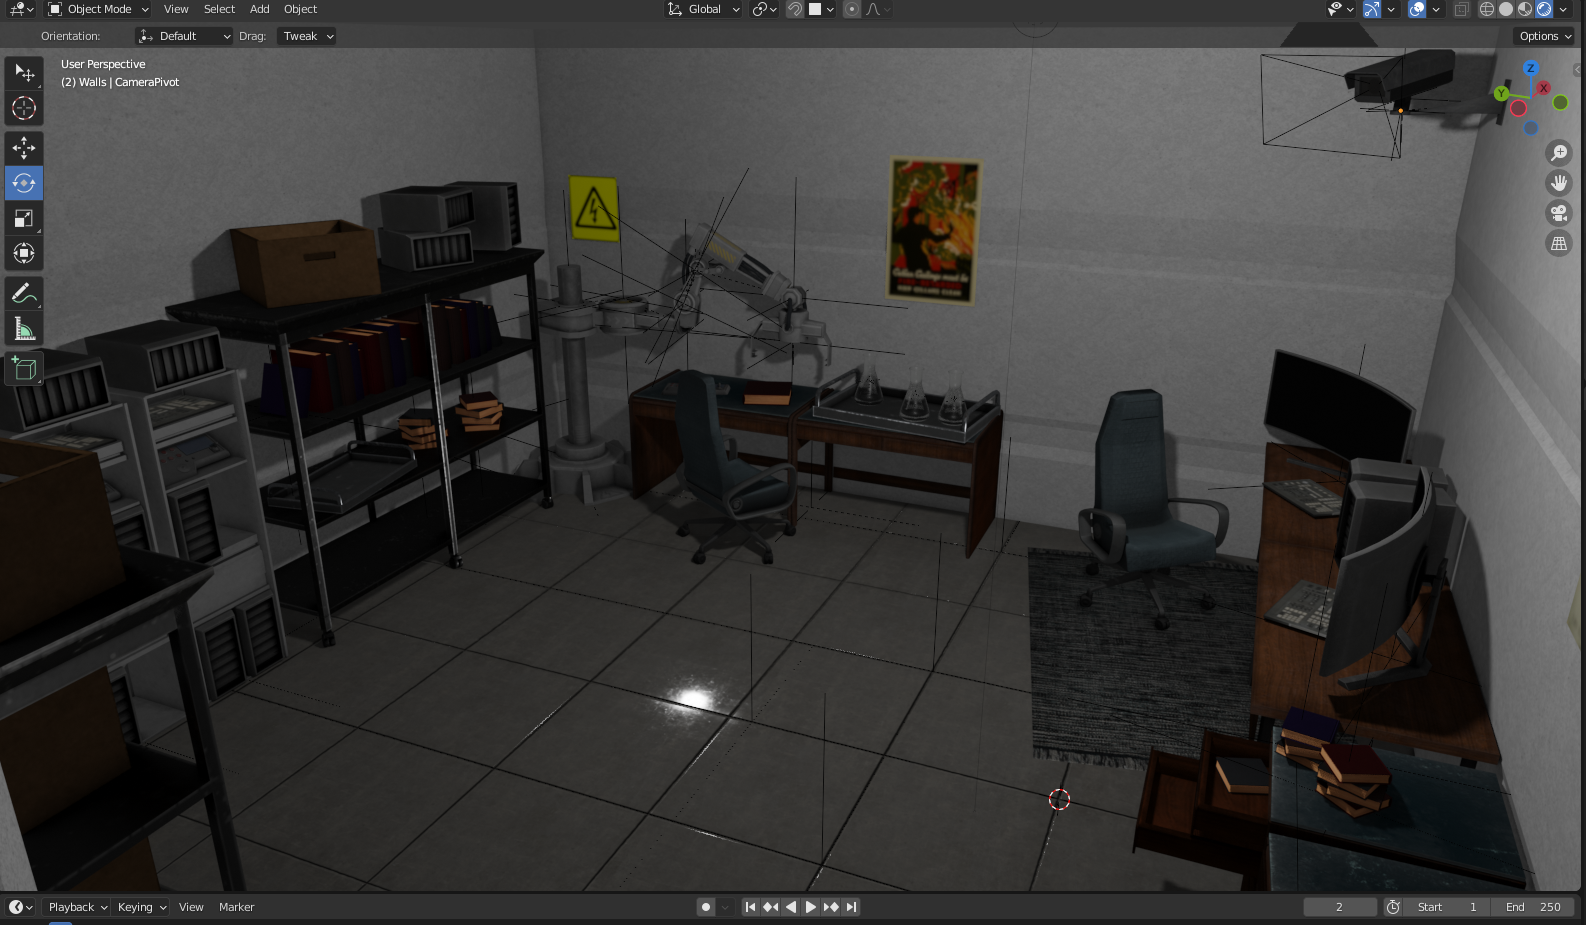 Object Mode View Select Add Object Global
Orientation: Default Drag: Tweak Options
User Perspective
(2) Walls | CameraPivot
Z
Y
X
Playback Keying View Marker 2 Start 1 End 250